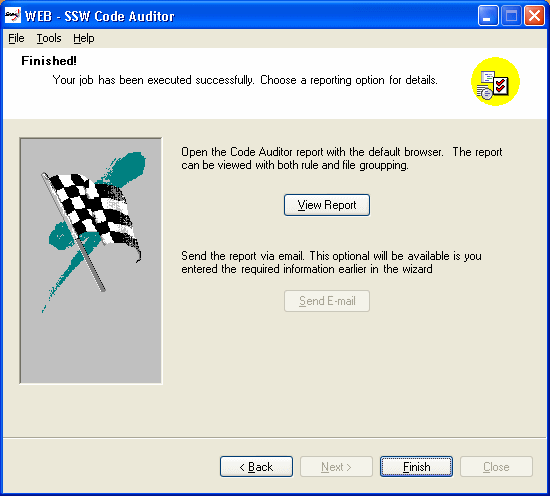 WEB - SSW Code Auditor
File Tools Help
Finished!
Your job has been executed successfully. Choose a reporting option for details.
Open the Code Auditor report with the default browser. The report
can be viewed with both rule and file groupping.
View Report
Send the report via email. This optional will be available is you
entered the required information earlier in the wizard
Send E-mail
< Back Next > Finish Close